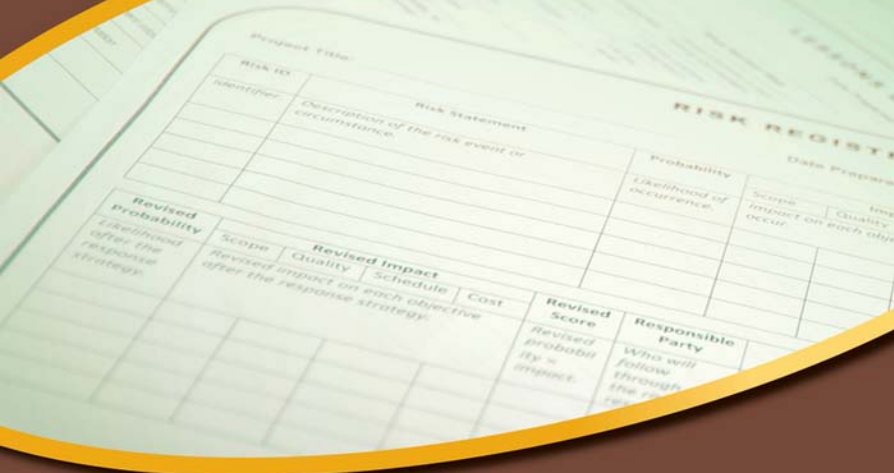 Project Title:
RISK REGISTE
Date Prepar
Risk ID
Risk Statement
Probability
Identifier.
Description of the risk event or
circumstance.
Likelihood of
occurrence.
Scope
Quality
Impact on each obje
occur.
Revised
Probability
Likelihood
after the
response
strategy.
Revised Impact
Scope
Quality
Schedule
Cost
Revised impact on each objective
after the response strategy.
Revised
Score
Revised
probabil
ity x
impact.
Responsible
Party
Who will
follow
through